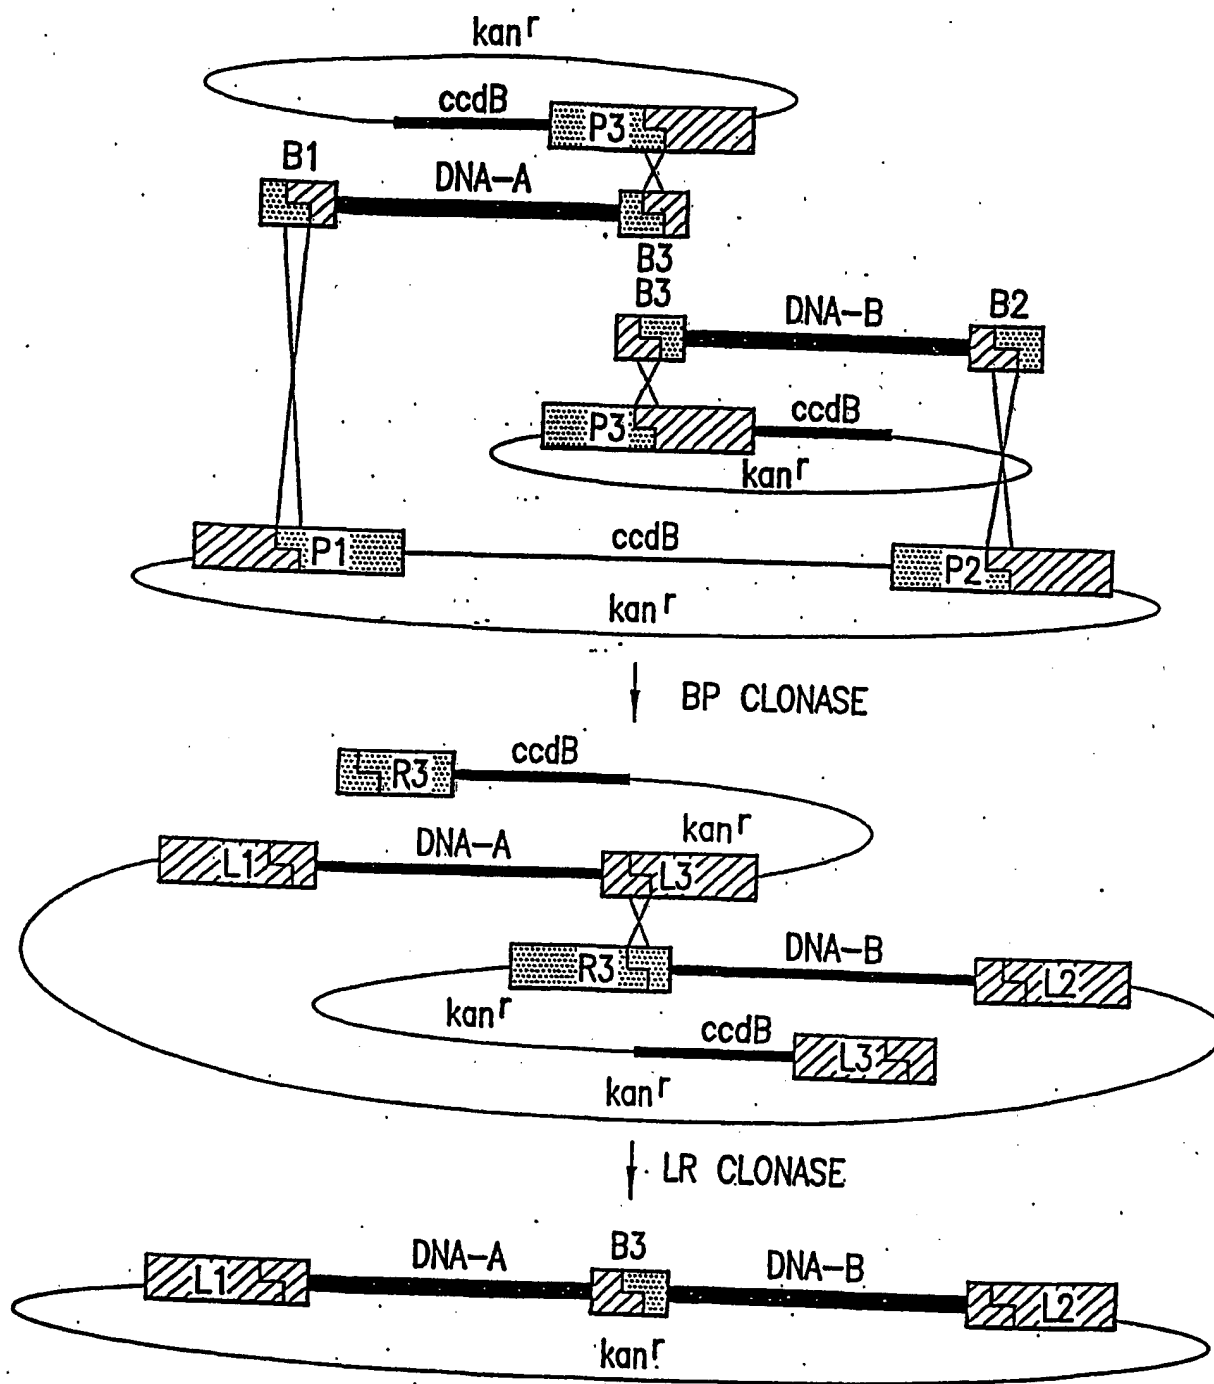 kan r
ccdB
P3
B1
DNA-A
B3
B3
DNA-B
B2
P3
ccdB
kan r
P1
ccdB
P2
kan r
BP CLONASE
R3
ccdB
kan r
L1
DNA-A
L3
R3
DNA-B
L2
kan r
ccdB
L3
kan r
LR CLONASE
L1
DNA-A
B3
DNA-B
L2
kan r